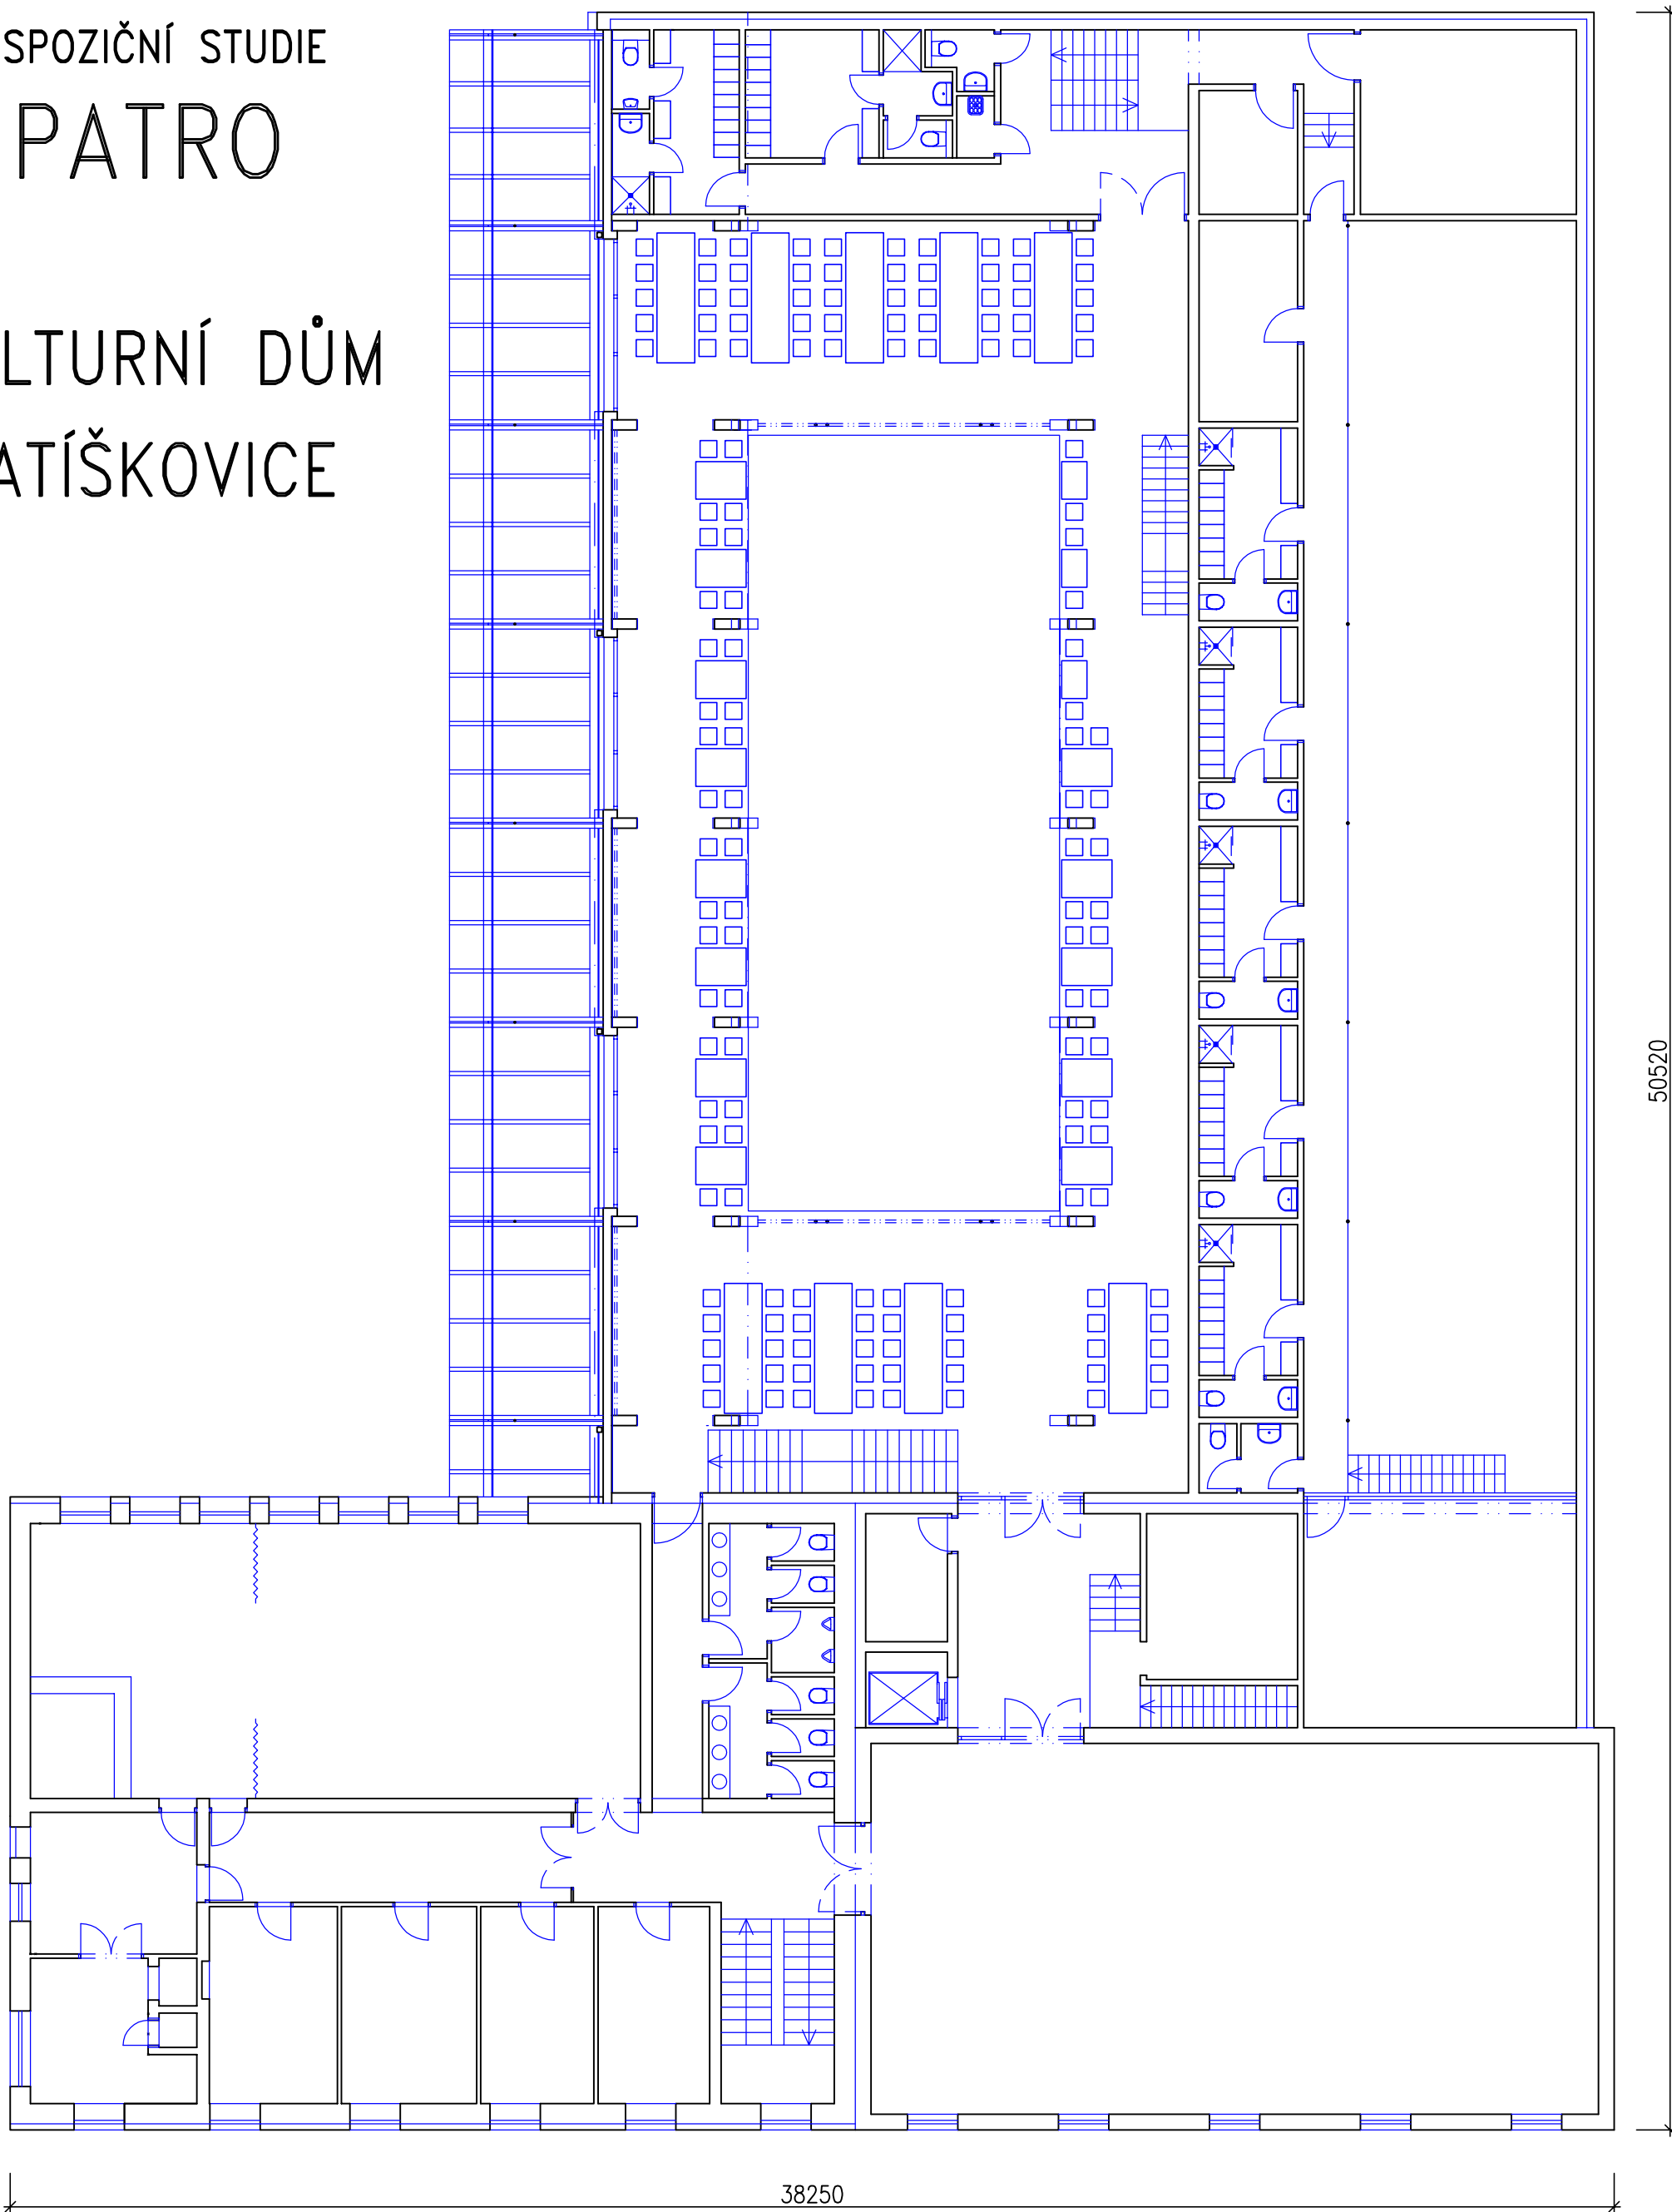 SPOZIČNÍ STUDIE
PATRO
LTURNÍ DŮM
ATÍŠKOVICE
50520
38250